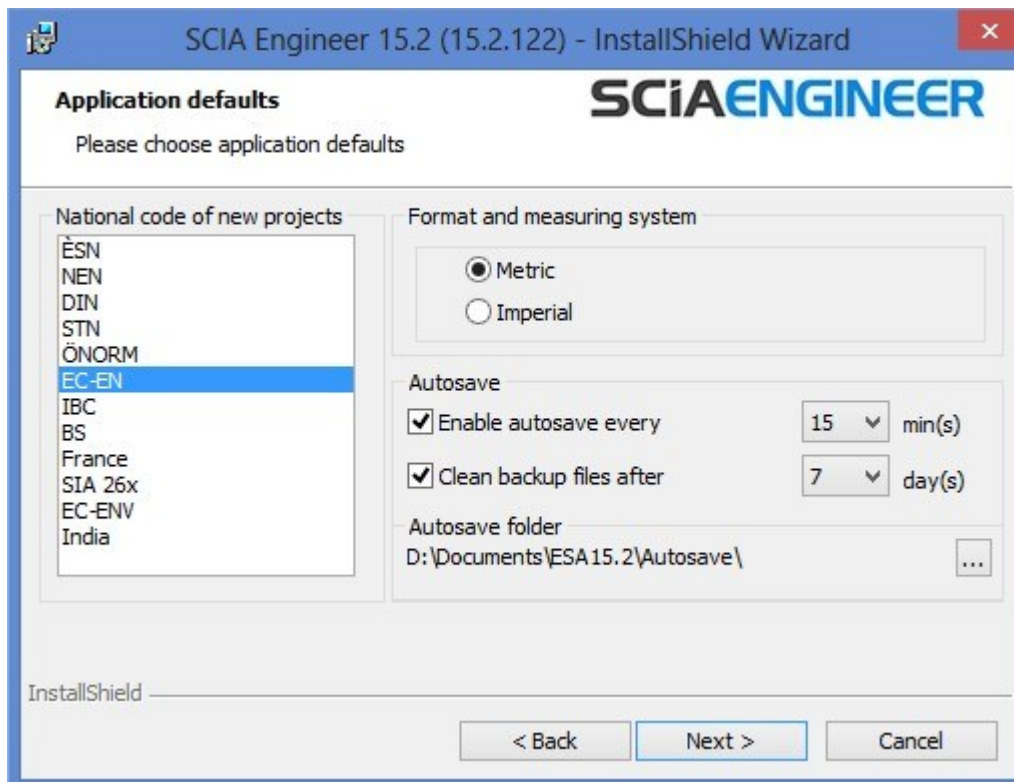 SCIA Engineer 15.2 (15.2.122) - InstallShield Wizard
Application defaults
SCiAENGINEER
Please choose application defaults
National code of new projects
ÈSN
NEN
DIN
STN
ÖNORM
EC-EN
IBC
BS
France
SIA 26x
EC-ENV
India
Format and measuring system
Metric
Imperial
Autosave
Enable autosave every 15 min(s)
Clean backup files after 7 day(s)
Autosave folder
D:\Documents\ESA15.2\Autosave\
...
InstallShield
< Back Next > Cancel